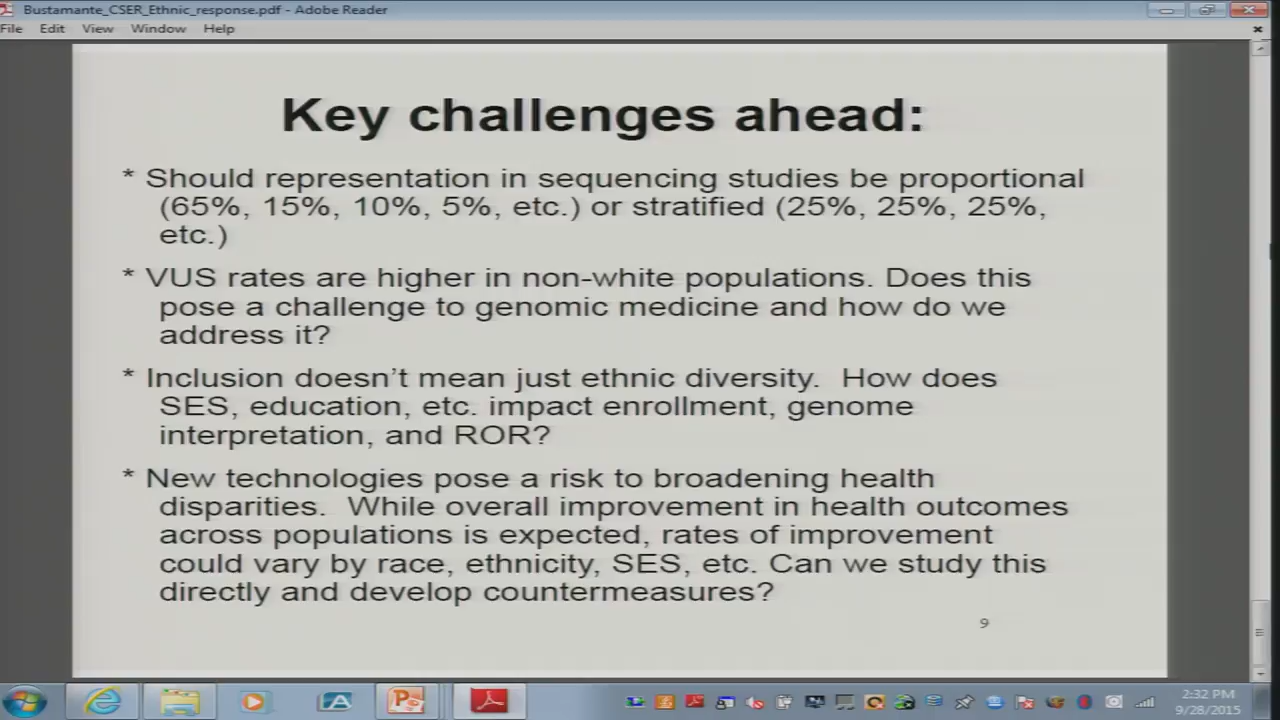 Bustamante_CSER_Ethnic_response.pdf - Adobe Reader
File Edit View Window Help
Key challenges ahead:
* Should representation in sequencing studies be proportional
(65%, 15%, 10%, 5%, etc.) or stratified (25%, 25%, 25%,
etc.)
* VUS rates are higher in non-white populations. Does this
pose a challenge to genomic medicine and how do we
address it?
* Inclusion doesn’t mean just ethnic diversity. How does
SES, education, etc. impact enrollment, genome
interpretation, and ROR?
* New technologies pose a risk to broadening health
disparities. While overall improvement in health outcomes
across populations is expected, rates of improvement
could vary by race, ethnicity, SES, etc. Can we study this
directly and develop countermeasures?
9
2:32 PM
9/28/2015